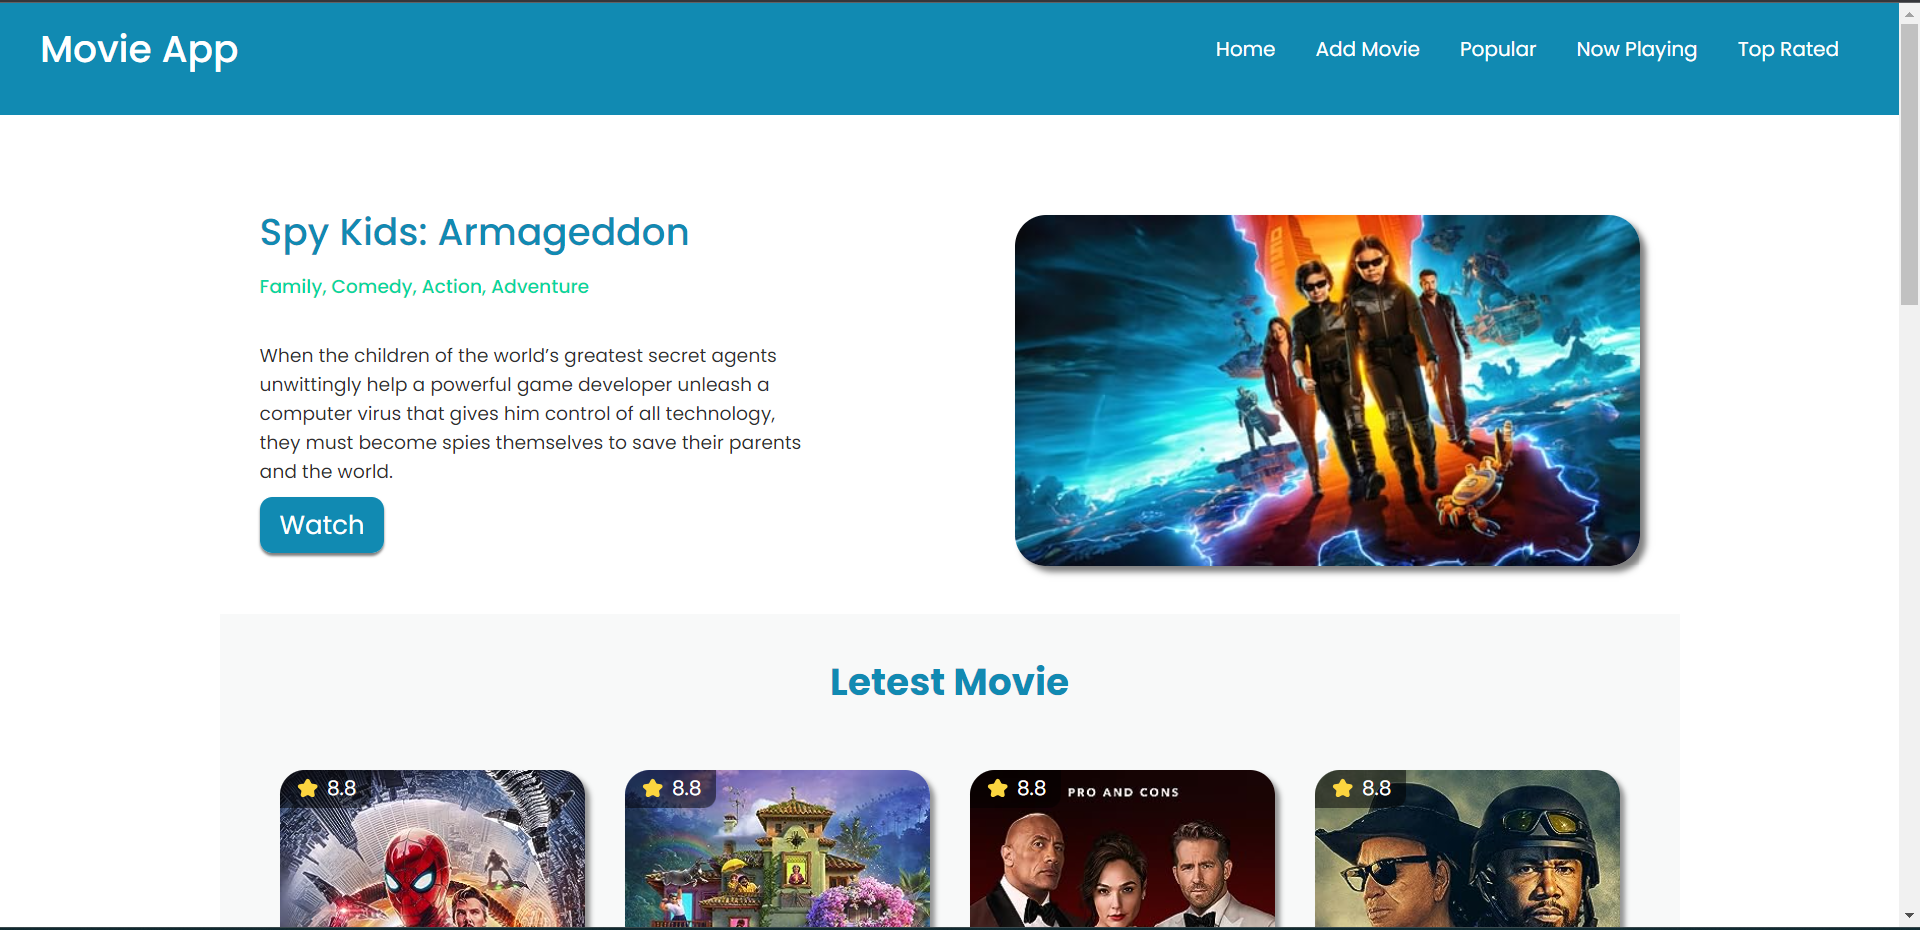 Movie App
Home
Add Movie
Popular
Now Playing
Top Rated
Spy Kids: Armageddon
Family, Comedy, Action, Adventure
When the children of the world’s greatest secret agents
unwittingly help a powerful game developer unleash a
computer virus that gives him control of all technology,
they must become spies themselves to save their parents
and the world.
Watch
Letest Movie
8.8
8.8
8.8
PRO AND CONS
8.8